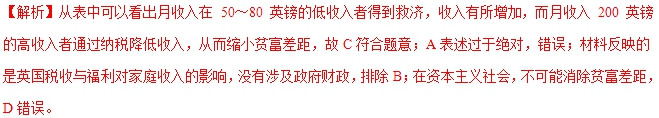 【解析】从表中可以看出月收入在 50～80 英镑的低收入者得到救济，收入有所增加，而月收入 200 英镑
的高收入者通过纳税降低收入，从而缩小贫富差距，故 C 符合题意；A 表述过于绝对，错误；材料反映的
是英国税收与福利对家庭收入的影响，没有涉及政府财政，排除 B；在资本主义社会，不可能消除贫富差距，
D 错误。